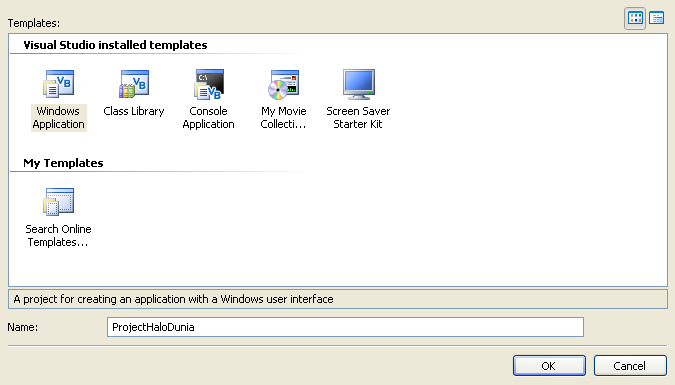 Templates:
Visual Studio installed templates
Windows Application
Class Library
Console Application
My Movie Collecti...
Screen Saver Starter Kit
My Templates
Search Online Templates...
A project for creating an application with a Windows user interface
Name:
ProjectHaloDunia
OK
Cancel